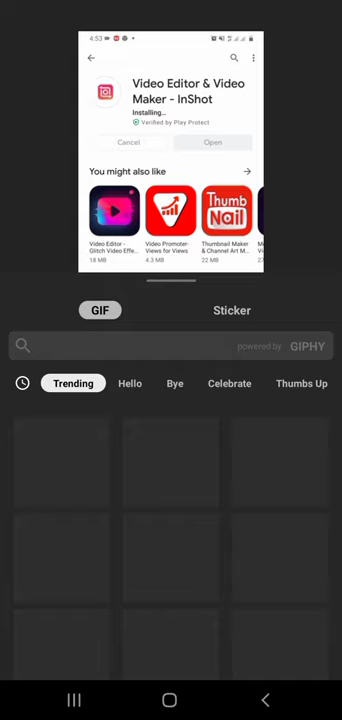 4:53
Video Editor & Video
Maker - InShot
Installing...
Verified by Play Protect
Cancel
Open
You might also like
Thumb
Nail
Video Editor -
Glitch Video Effe...
18 MB
Video Promoter-
Views for Views
4.3 MB
Thumbnail Maker
& Channel Art M...
22 MB
GIF
Sticker
powered by GIPHY
Trending
Hello
Bye
Celebrate
Thumbs Up